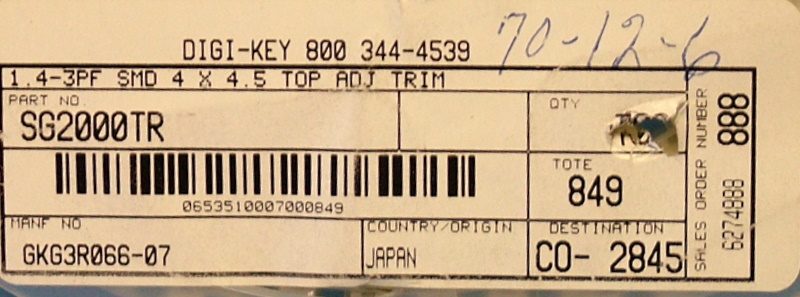 DIGI-KEY 800 344-4539
70-12-6
1.4-3PF SMD 4 X 4.5 TOP ADJ TRIM
PART NO.
SG2000TR
QTY
0653510007000849
TOTE
849
MANF NO
GKG3R066-07
COUNTRY/ORIGIN
JAPAN
DESTINATION
CO- 2845
SALES ORDER NUMBER
6274888
888